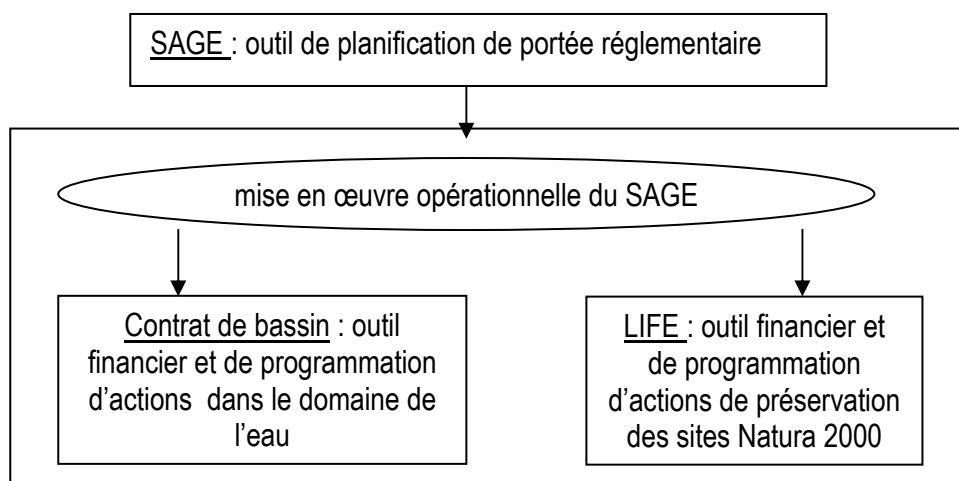 SAGE : outil de planification de portée réglementaire
mise en œuvre opérationnelle du SAGE
Contrat de bassin : outil
financier et de programmation
d’actions dans le domaine de
l’eau
LIFE : outil financier et
de programmation
d’actions de préservation
des sites Natura 2000